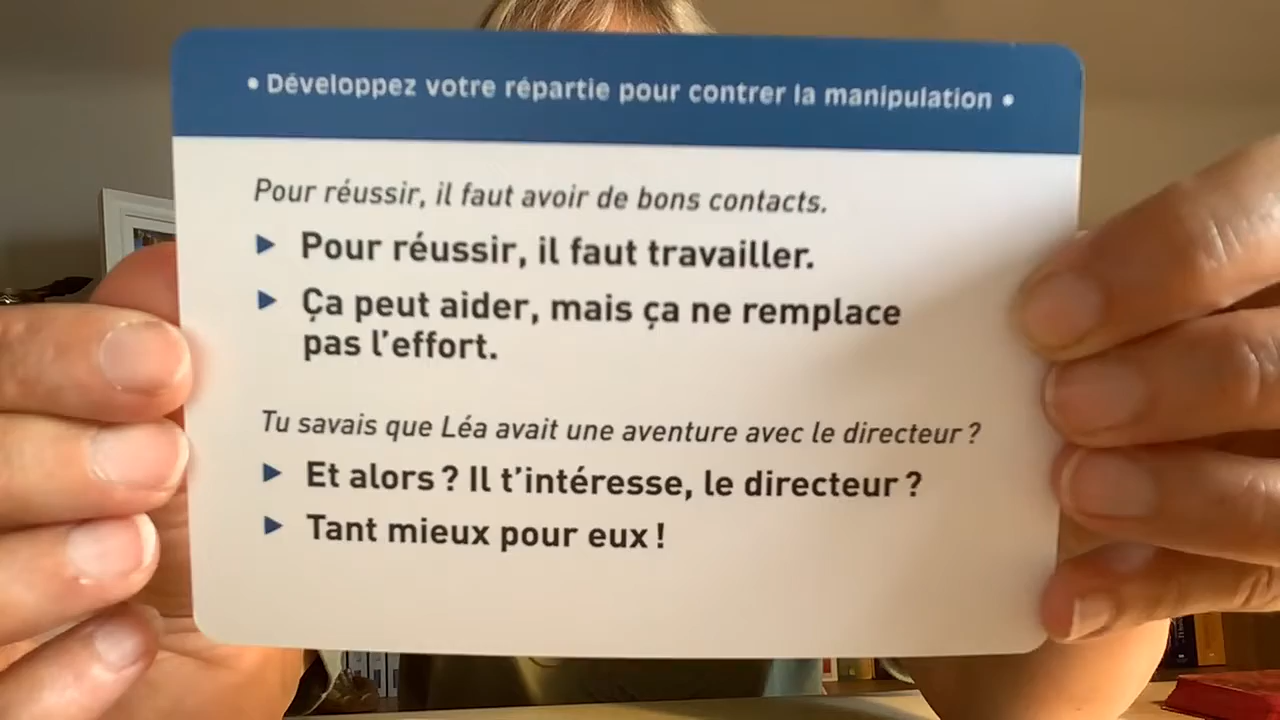 • Développez votre répartie pour contrer la manipulation •
Pour réussir, il faut avoir de bons contacts.
▶ Pour réussir, il faut travailler.
▶ Ça peut aider, mais ça ne remplace
pas l'effort.
Tu savais que Léa avait une aventure avec le directeur ?
▶ Et alors ? Il t'intéresse, le directeur ?
▶ Tant mieux pour eux !